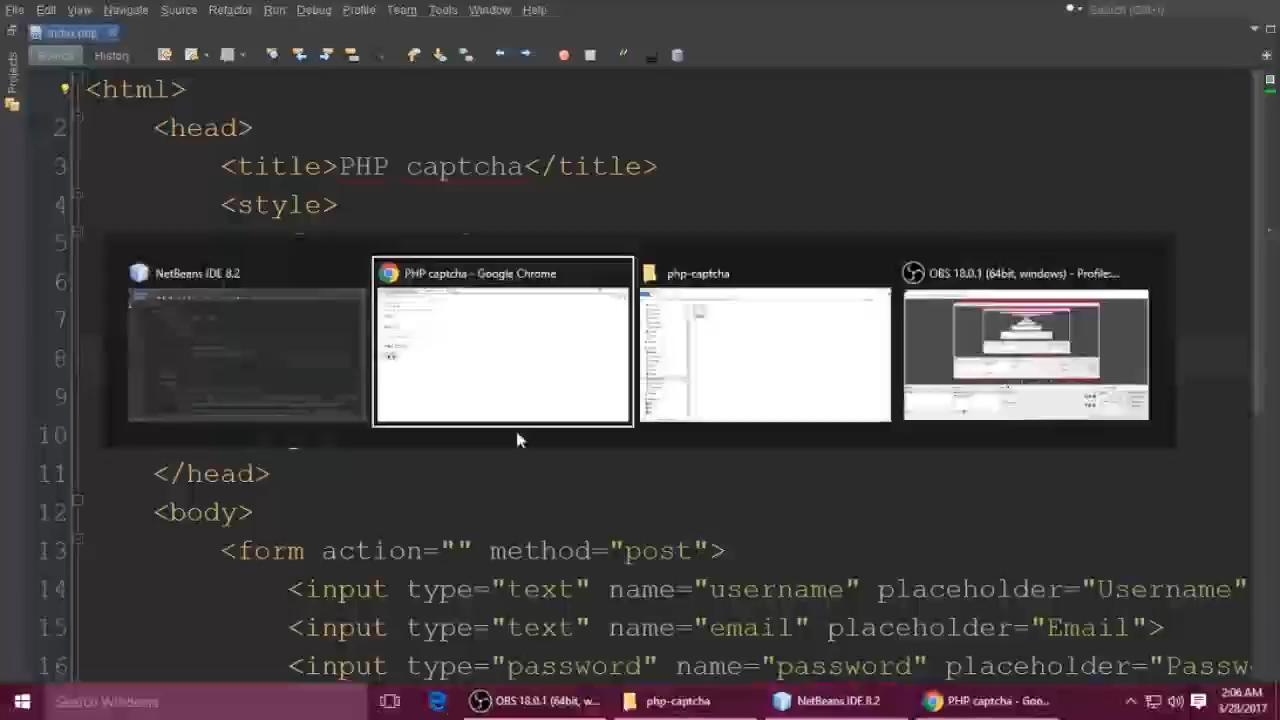 File Edit View Navigate Source Refactor Run Debug Profile Team Tools Window Help
Search (Ctrl+I)
index.php
Projects
Source History
<html>
2 <head>
3 <title>PHP captcha</title>
4 <style>
5
6
7
8
9
10
NetBeans IDE 8.2
PHP captcha - Google Chrome
php-captcha
OBS 18.0.1 (64bit, windows) - Profile:...
11 </head>
12 <body>
13 <form action="" method="post">
14 <input type="text" name="username" placeholder="Username"
15 <input type="text" name="email" placeholder="Email">
16 <input type="password" name="password" placeholder="Passw
Search Windows
OBS 18.0.1 (64bit, w...
php-captcha
NetBeans IDE 8.2
PHP captcha - Goo...
2:06 AM
3/28/2017